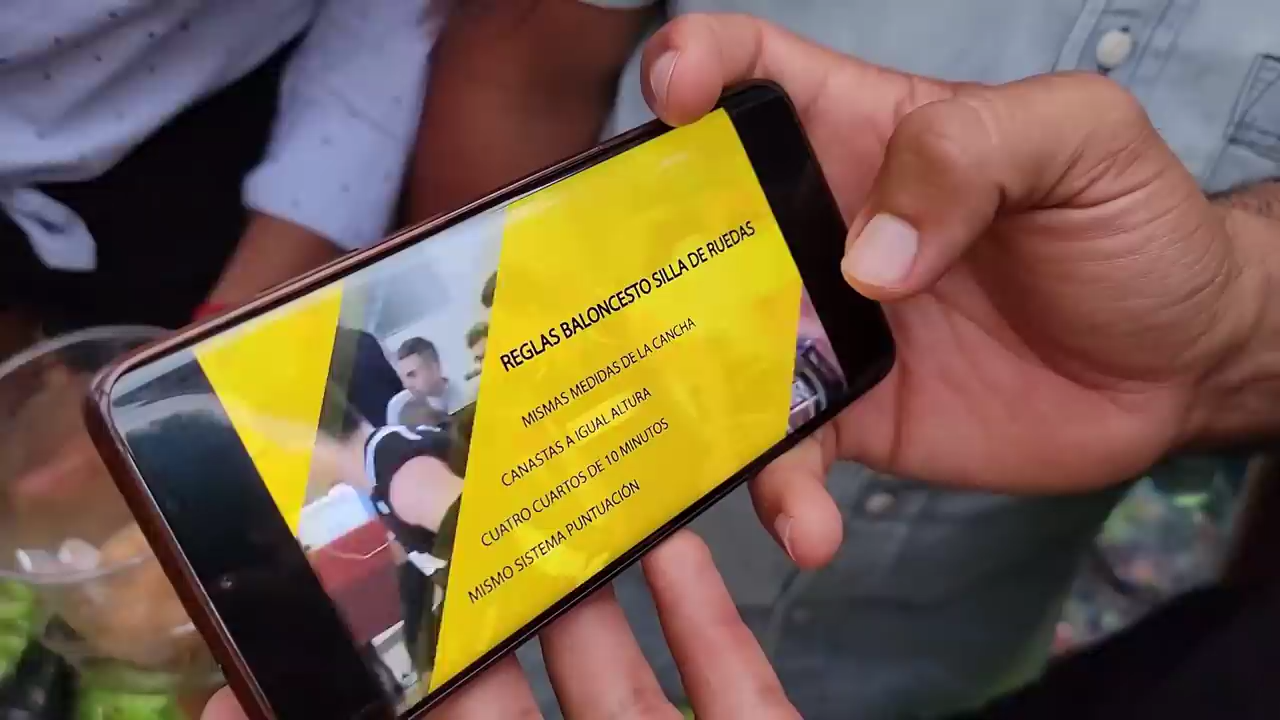 REGLAS BALONCESTO SILLA DE RUEDAS
MISMAS MEDIDAS DE LA CANCHA
CANASTAS A IGUAL ALTURA
CUATRO CUARTOS DE 10 MINUTOS
MISMO SISTEMA PUNTUACIÓN